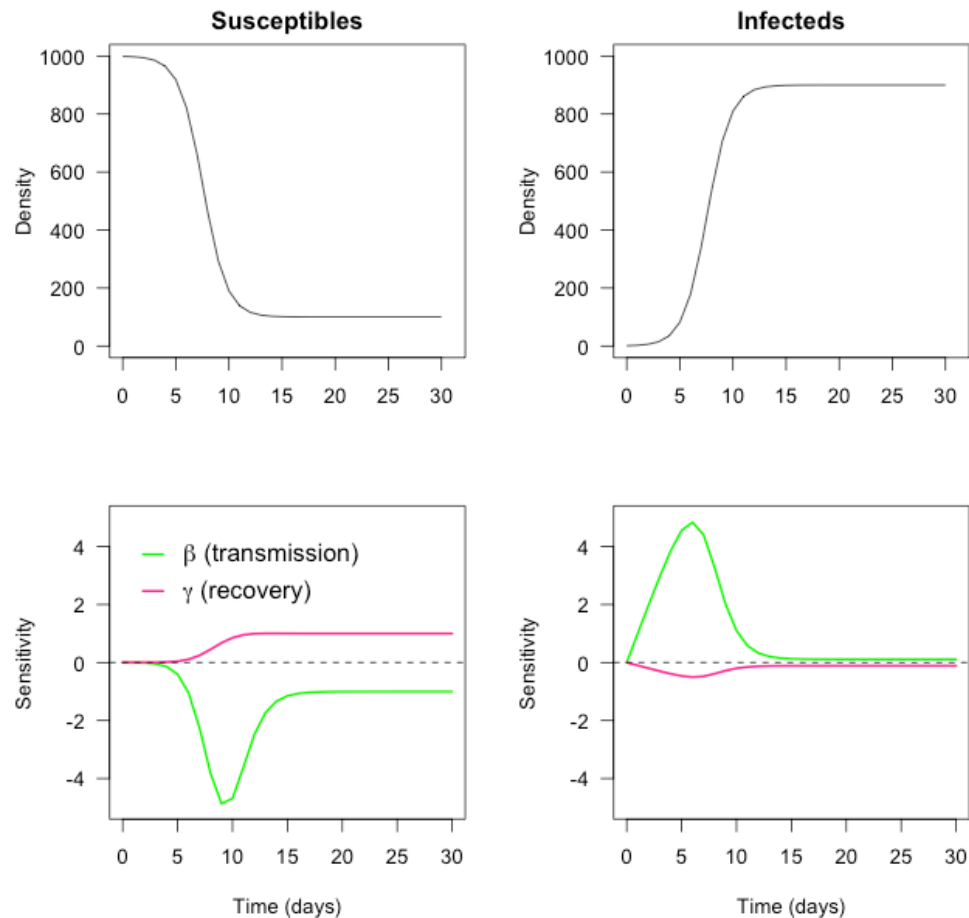 Susceptibles
Density
1000
800
600
400
200
0
0 5 10 15 20 25 30
Infecteds
Density
1000
800
600
400
200
0
0 5 10 15 20 25 30
Sensitivity
4
2
0
-2
-4
β (transmission)
γ (recovery)
0 5 10 15 20 25 30
Time (days)
Sensitivity
4
2
0
-2
-4
0 5 10 15 20 25 30
Time (days)